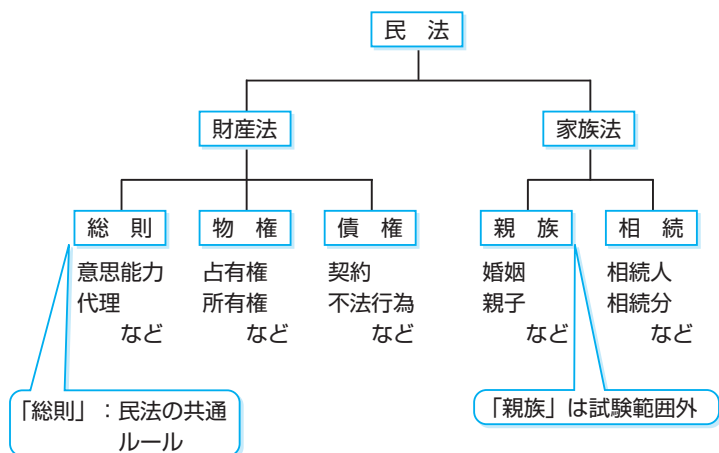 民　法
財産法
家族法
総　則
物　権
債　権
親　族
相　続
意思能力
代理
など
占有権
所有権
など
契約
不法行為
など
婚姻
親子
など
相続人
相続分
など
「総則」：民法の共通
ルール
「親族」は試験範囲外